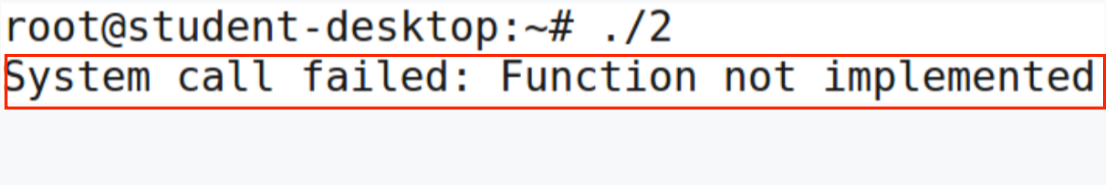 root@student-desktop:~# ./2
System call failed: Function not implemented